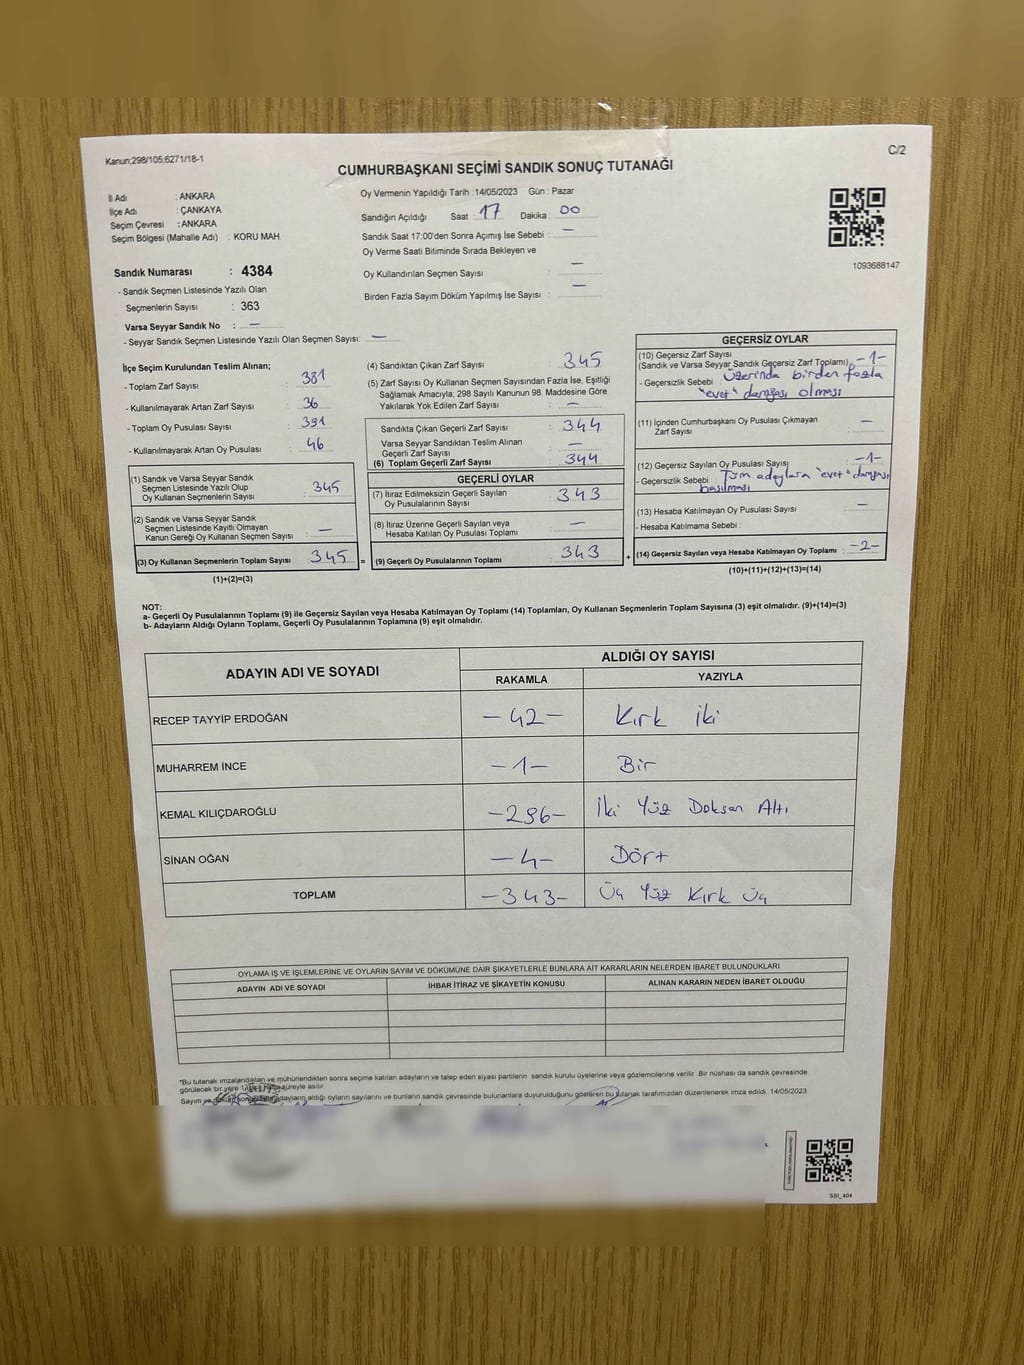 Kanun;298/105;6271/18-1
C/2
CUMHURBAŞKANI SEÇİMİ SANDIK SONUÇ TUTANAĞI
İl Adı : ANKARA
İlçe Adı : ÇANKAYA
Seçim Çevresi : ANKARA
Seçim Bölgesi (Mahalle Adı) : KORU MAH.
Sandık Numarası : 4384
- Sandık Seçmen Listesinde Yazılı Olan
Seçmenlerin Sayısı : 363
Varsa Seyyar Sandık No : —
- Seyyar Sandık Seçmen Listesinde Yazılı Olan Seçmen Sayısı: —
Oy Vermenin Yapıldığı Tarih : 14/05/2023 Gün : Pazar
Sandığın Açıldığı Saat : 17 Dakika : 00
Sandık Saat 17:00'den Sonra Açımış İse Sebebi : —
Oy Verme Saati Bitiminde Sırada Bekleyen ve
Oy Kullandırılan Seçmen Sayısı : —
Birden Fazla Sayım Döküm Yapılmış İse Sayısı : —
1093688147
İlçe Seçim Kurulundan Teslim Alınan;
- Toplam Zarf Sayısı : 381
- Kullanılmayarak Artan Zarf Sayısı : 36
- Toplam Oy Pusulası Sayısı : 391
- Kullanılmayarak Artan Oy Pusulası : 46
(1) Sandık ve Varsa Seyyar Sandık
Seçmen Listesinde Yazılı Olup
Oy Kullanan Seçmenlerin Sayısı : 345
(2) Sandık ve Varsa Seyyar Sandık
Seçmen Listesinde Kayıtlı Olmayan
Kanun Gereği Oy Kullanan Seçmen Sayısı : —
(3) Oy Kullanan Seçmenlerin Toplam Sayısı : 345 =
(1)+(2)=(3)
(4) Sandıktan Çıkan Zarf Sayısı : 345
(5) Zarf Sayısı Oy Kullanan Seçmen Sayısından Fazla İse, Eşitliği
Sağlamak Amacıyla, 298 Sayılı Kanunun 98. Maddesine Göre
Yakılarak Yok Edilen Zarf Sayısı : —
Sandıkta Çıkan Geçerli Zarf Sayısı : 344
Varsa Seyyar Sandıktan Teslim Alınan
Geçerli Zarf Sayısı : —
(6) Toplam Geçerli Zarf Sayısı : 344
GEÇERLİ OYLAR
(7) İtiraz Edilmeksizin Geçerli Sayılan
Oy Pusulalarının Sayısı : 343
(8) İtiraz Üzerine Geçerli Sayılan veya
Hesaba Katılan Oy Pusulası Toplamı : —
(9) Geçerli Oy Pusulalarının Toplamı : 343 +
GEÇERSİZ OYLAR
(10) Geçersiz Zarf Sayısı
(Sandık ve Varsa Seyyar Sandık Geçersiz Zarf Toplamı) : -1-
- Geçersizlik Sebebi : Üzerinde birden fazla
"evet" damgası olması
(11) İçinden Cumhurbaşkanı Oy Pusulası Çıkmayan
Zarf Sayısı : —
(12) Geçersiz Sayılan Oy Pusulası Sayısı : -1-
- Geçersizlik Sebebi : Tüm adaylara "evet" damgası
basılması
(13) Hesaba Katılmayan Oy Pusulası Sayısı : —
- Hesaba Katılmama Sebebi :
(14) Geçersiz Sayılan veya Hesaba Katılmayan Oy Toplamı : -2-
(10)+(11)+(12)+(13)=(14)
NOT:
a- Geçerli Oy Pusulalarının Toplamı (9) ile Geçersiz Sayılan veya Hesaba Katılmayan Oy Toplamı (14) Toplamları, Oy Kullanan Seçmenlerin Toplam Sayısına (3) eşit olmalıdır. (9)+(14)=(3)
b- Adayların Aldığı Oyların Toplamı, Geçerli Oy Pusulalarının Toplamına (9) eşit olmalıdır.
ADAYIN ADI VE SOYADI ALDIĞI OY SAYISI
RAKAMLA YAZIYLA
RECEP TAYYİP ERDOĞAN -42- Kırk iki
MUHARREM İNCE -1- Bir
KEMAL KILIÇDAROĞLU -296- İki Yüz Doksan Altı
SİNAN OĞAN -4- Dört
TOPLAM -343- Üç Yüz Kırk Üç
OYLAMA İŞ VE İŞLEMLERİNE VE OYLARIN SAYIM VE DÖKÜMÜNE DAİR ŞİKAYETLERLE BUNLARA AİT KARARLARIN NELERDEN İBARET BULUNDUKLARI
ADAYIN ADI VE SOYADI İHBAR İTİRAZ VE ŞİKAYETİN KONUSU ALINAN KARARIN NEDEN İBARET OLDUĞU
*Bu tutanak imzalandıktan ve mühürlendikten sonra seçime katılan adayların ve talep eden siyasi partilerin sandık kurulu üyelerine veya gözlemcilerine verilir. Bir nüshası da sandık çevresinde
görülecek bir yere süreyle asılır.
Sayım ve adayların aldığı oyların sayılarını ve bunların sandık çevresinde bulunanlara duyurulduğunu gösteren bu tutanak tarafımızdan düzenlenerek imza edildi. 14/05/2023
SSI_404